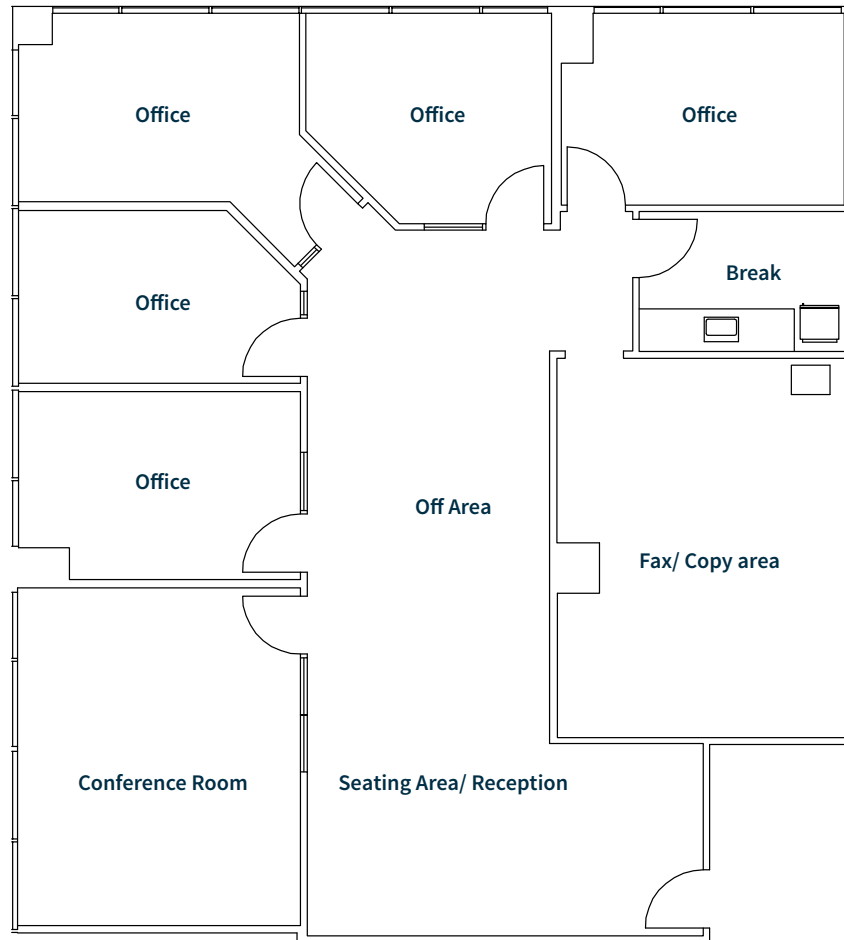 Office
Office
Office
Break
Office
Office
Off Area
Fax/ Copy area
Conference Room
Seating Area/ Reception